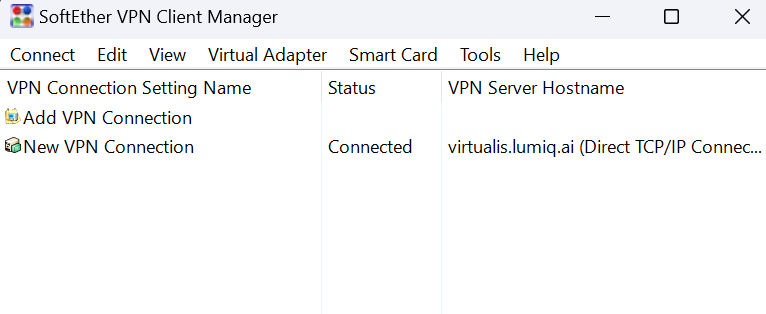 SoftEther VPN Client Manager
Connect Edit View Virtual Adapter Smart Card Tools Help
VPN Connection Setting Name Status VPN Server Hostname
Add VPN Connection
New VPN Connection Connected virtualis.lumiq.ai (Direct TCP/IP Connec...